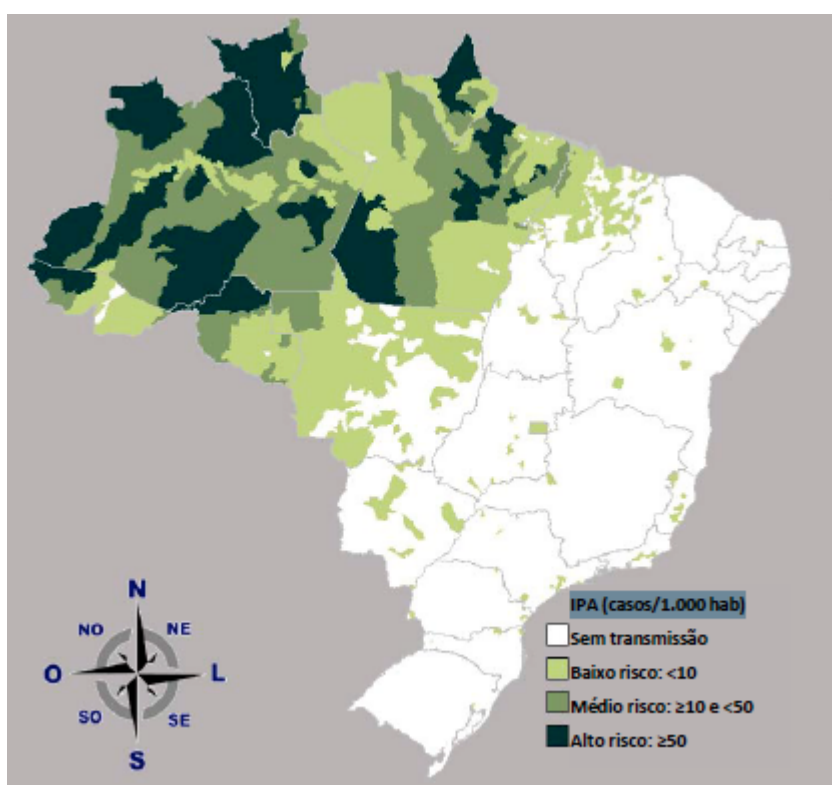 N
NO NE
O L
SO SE
S
IPA (casos/1.000 hab)
Sem transmissão
Baixo risco: <10
Médio risco: ≥10 e <50
Alto risco: ≥50